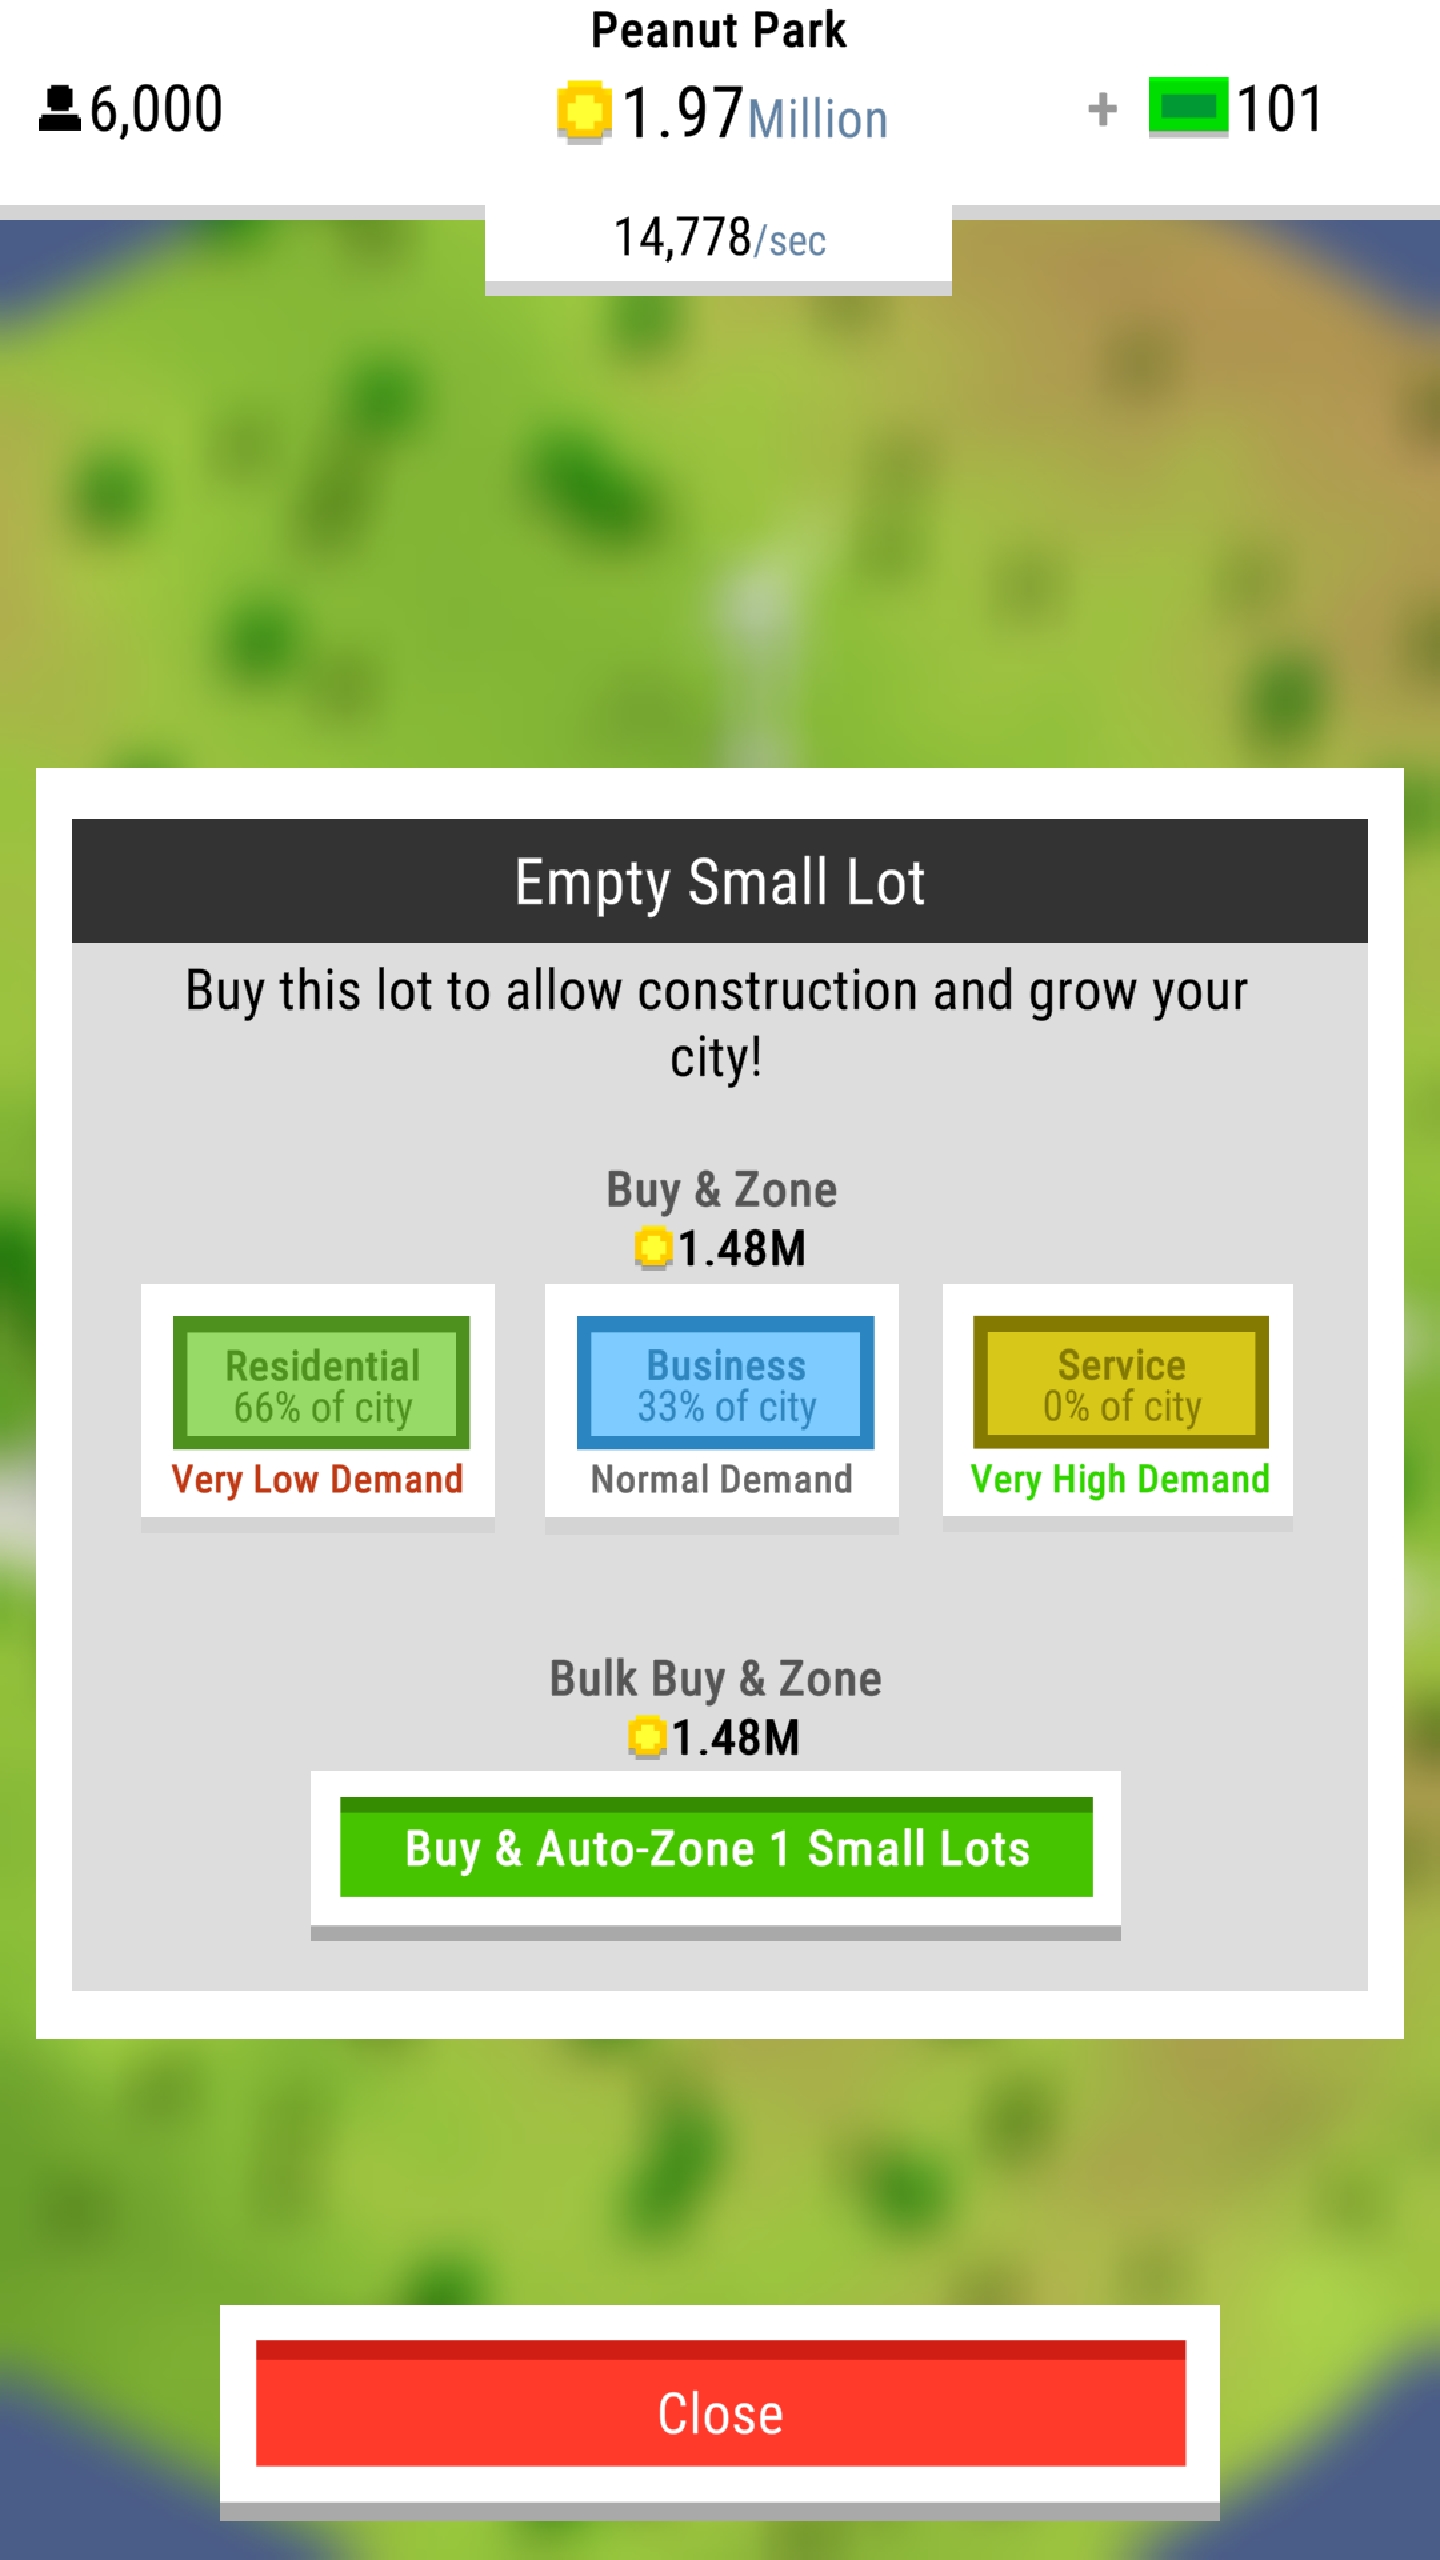 Peanut Park
6,000
1.97Million
+ 101
14,778/sec
Empty Small Lot
Buy this lot to allow construction and grow your
city!
Buy & Zone
1.48M
Residential
66% of city
Very Low Demand
Business
33% of city
Normal Demand
Service
0% of city
Very High Demand
Bulk Buy & Zone
1.48M
Buy & Auto-Zone 1 Small Lots
Close